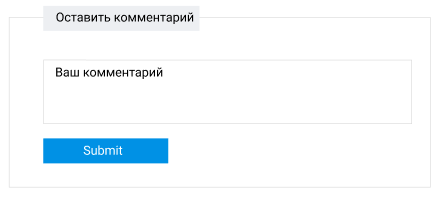 Оставить комментарий
Ваш комментарий
Submit